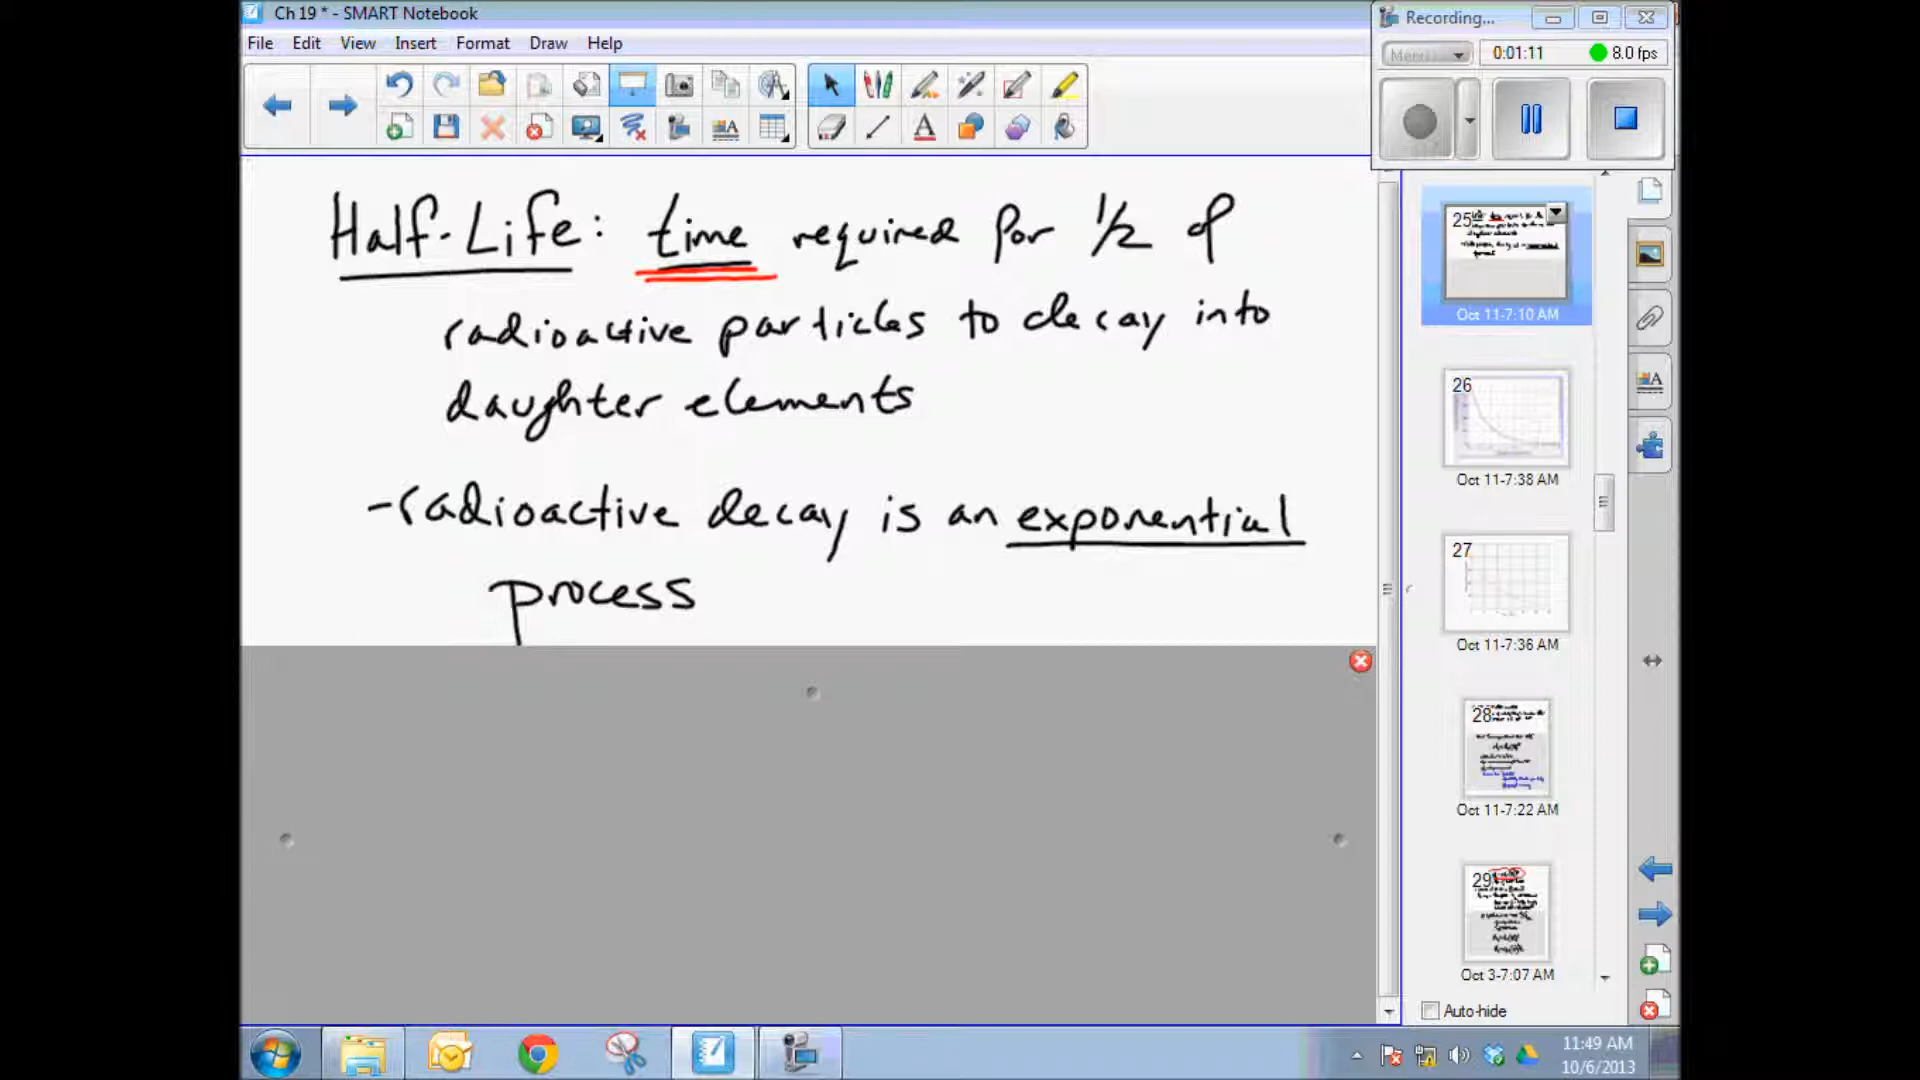 Ch 19 * - SMART Notebook
File Edit View Insert Format Draw Help
Recording...
Menu
0:01:11
8.0 fps
Half-Life: time required for 1/2 of
radioactive particles to decay into
daughter elements
-radioactive decay is an exponential
process
25
Oct 11-7:10 AM
26
Oct 11-7:38 AM
27
Oct 11-7:36 AM
28
Oct 11-7:22 AM
29
Oct 3-7:07 AM
Auto-hide
11:49 AM
10/6/2013